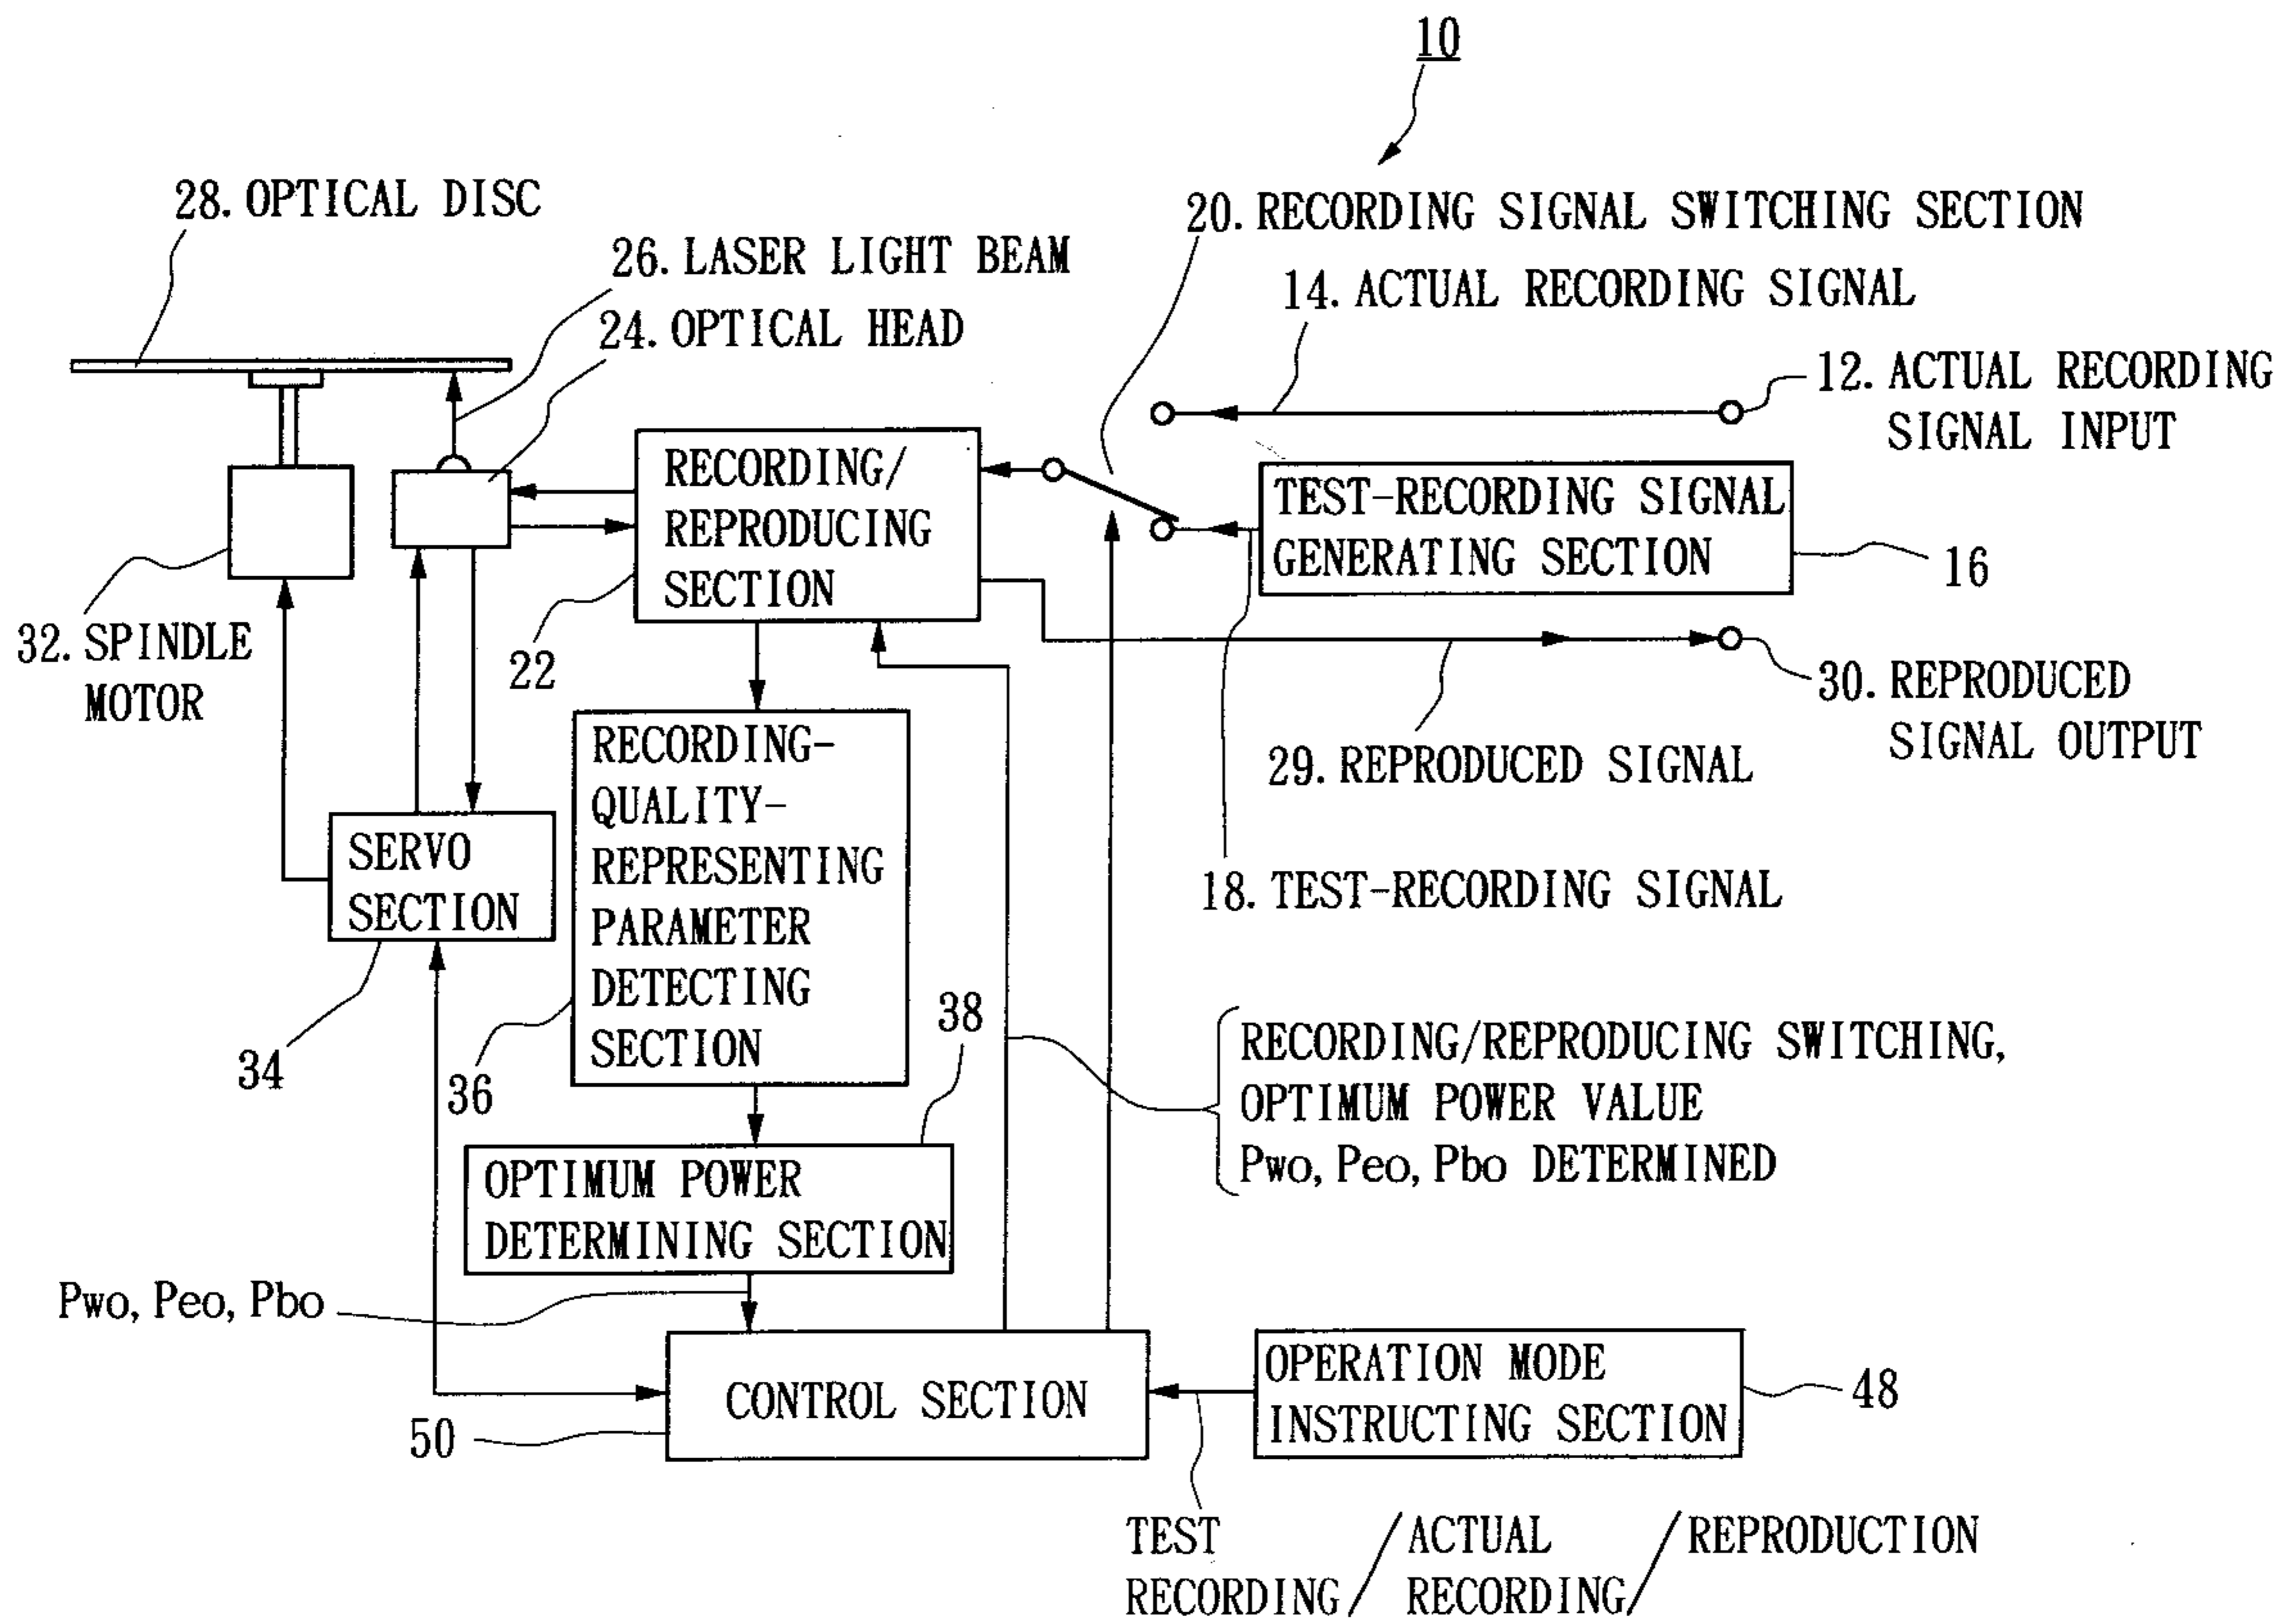 10
28. OPTICAL DISC
20. RECORDING SIGNAL SWITCHING SECTION
26. LASER LIGHT BEAM
14. ACTUAL RECORDING SIGNAL
24. OPTICAL HEAD
12. ACTUAL RECORDING
SIGNAL INPUT
RECORDING/
REPRODUCING
SECTION
TEST-RECORDING SIGNAL
GENERATING SECTION
16
32. SPINDLE
MOTOR
22
30. REPRODUCED
SIGNAL OUTPUT
29. REPRODUCED SIGNAL
RECORDING-
QUALITY-
REPRESENTING
PARAMETER
DETECTING
SECTION
SERVO
SECTION
18. TEST-RECORDING SIGNAL
34
36
38
RECORDING/REPRODUCING SWITCHING,
OPTIMUM POWER VALUE
Pwo, Peo, Pbo DETERMINED
OPTIMUM POWER
DETERMINING SECTION
Pwo, Peo, Pbo
CONTROL SECTION
50
OPERATION MODE
INSTRUCTING SECTION
48
TEST
RECORDING/
ACTUAL
RECORDING/
REPRODUCTION